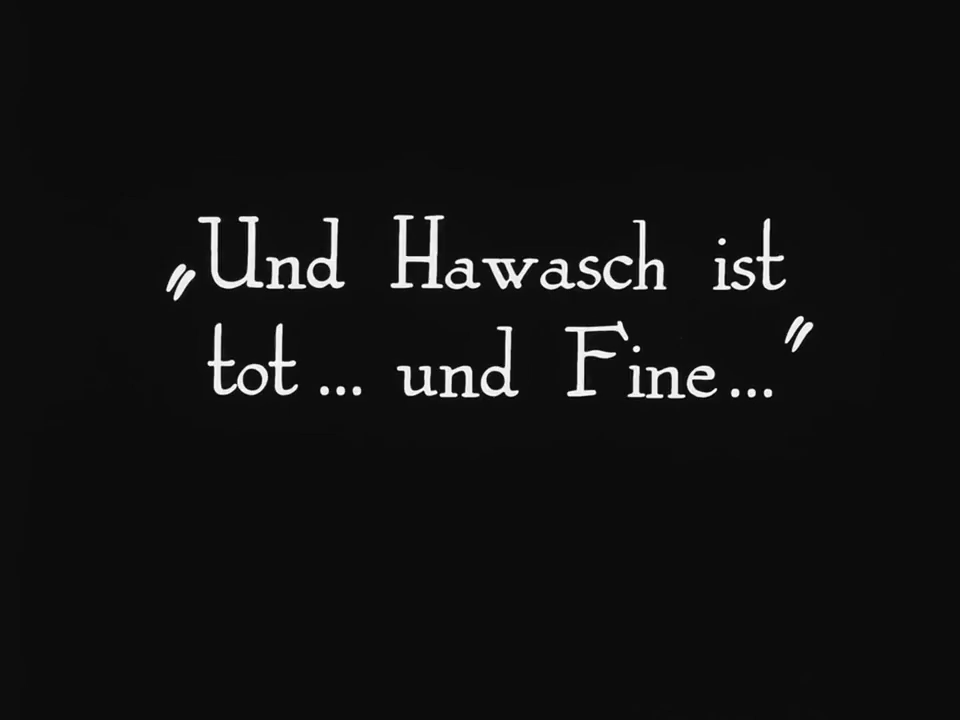 „Und Hawasch ist
tot ... und Fine ...”